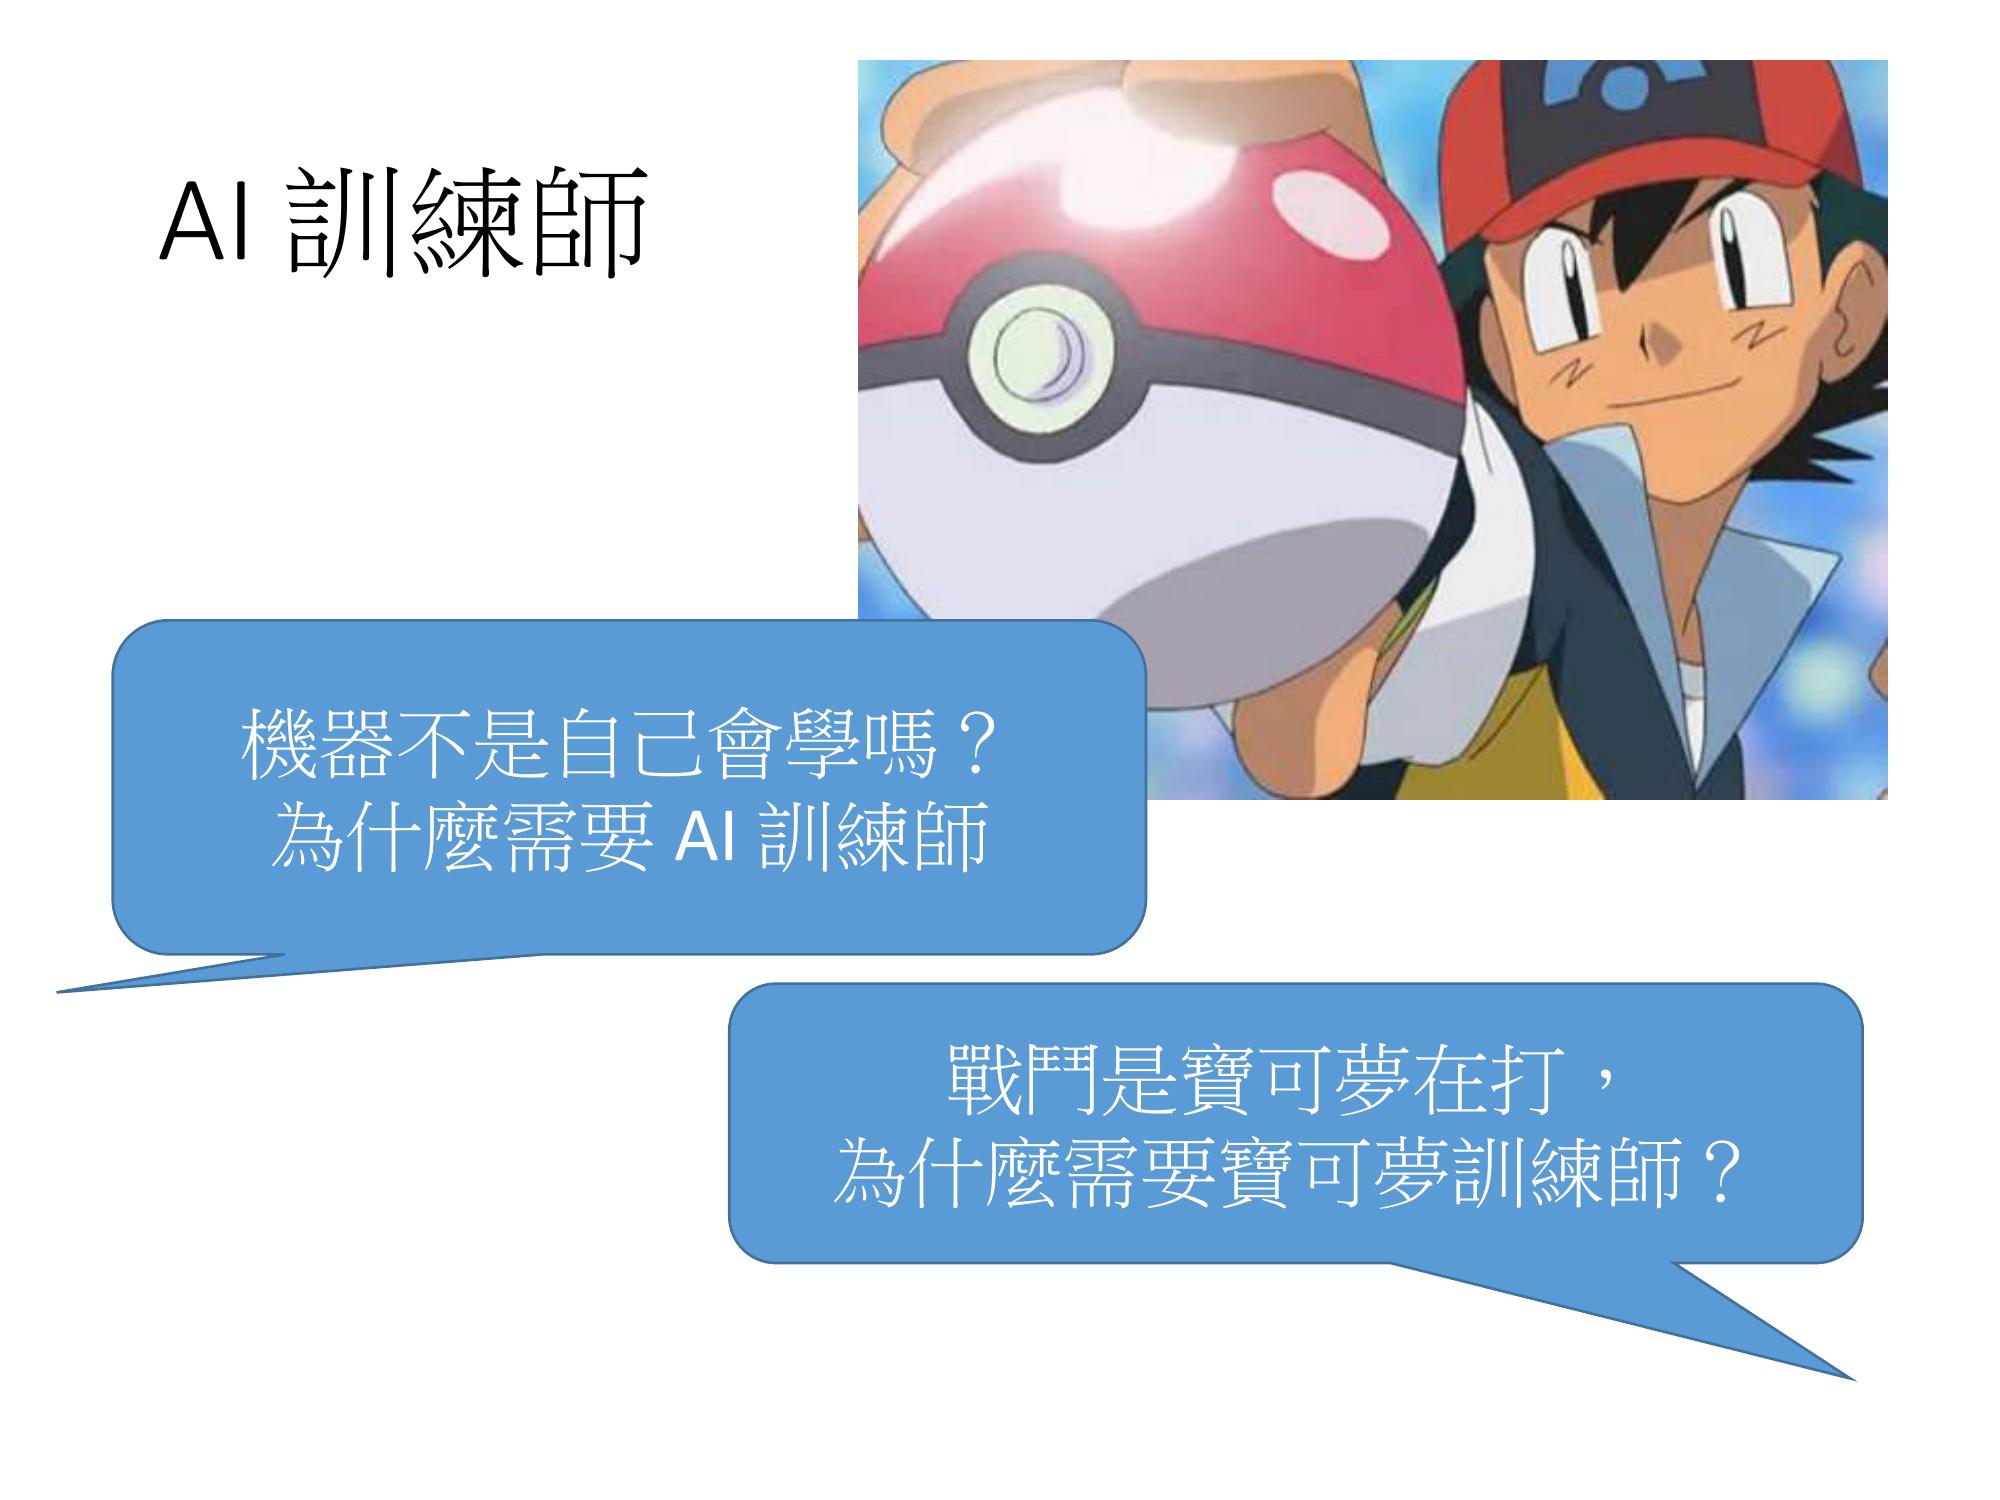 AI 訓練師
機器不是自己會學嗎？
為什麼需要 AI 訓練師
戰鬥是寶可夢在打，
為什麼需要寶可夢訓練師？